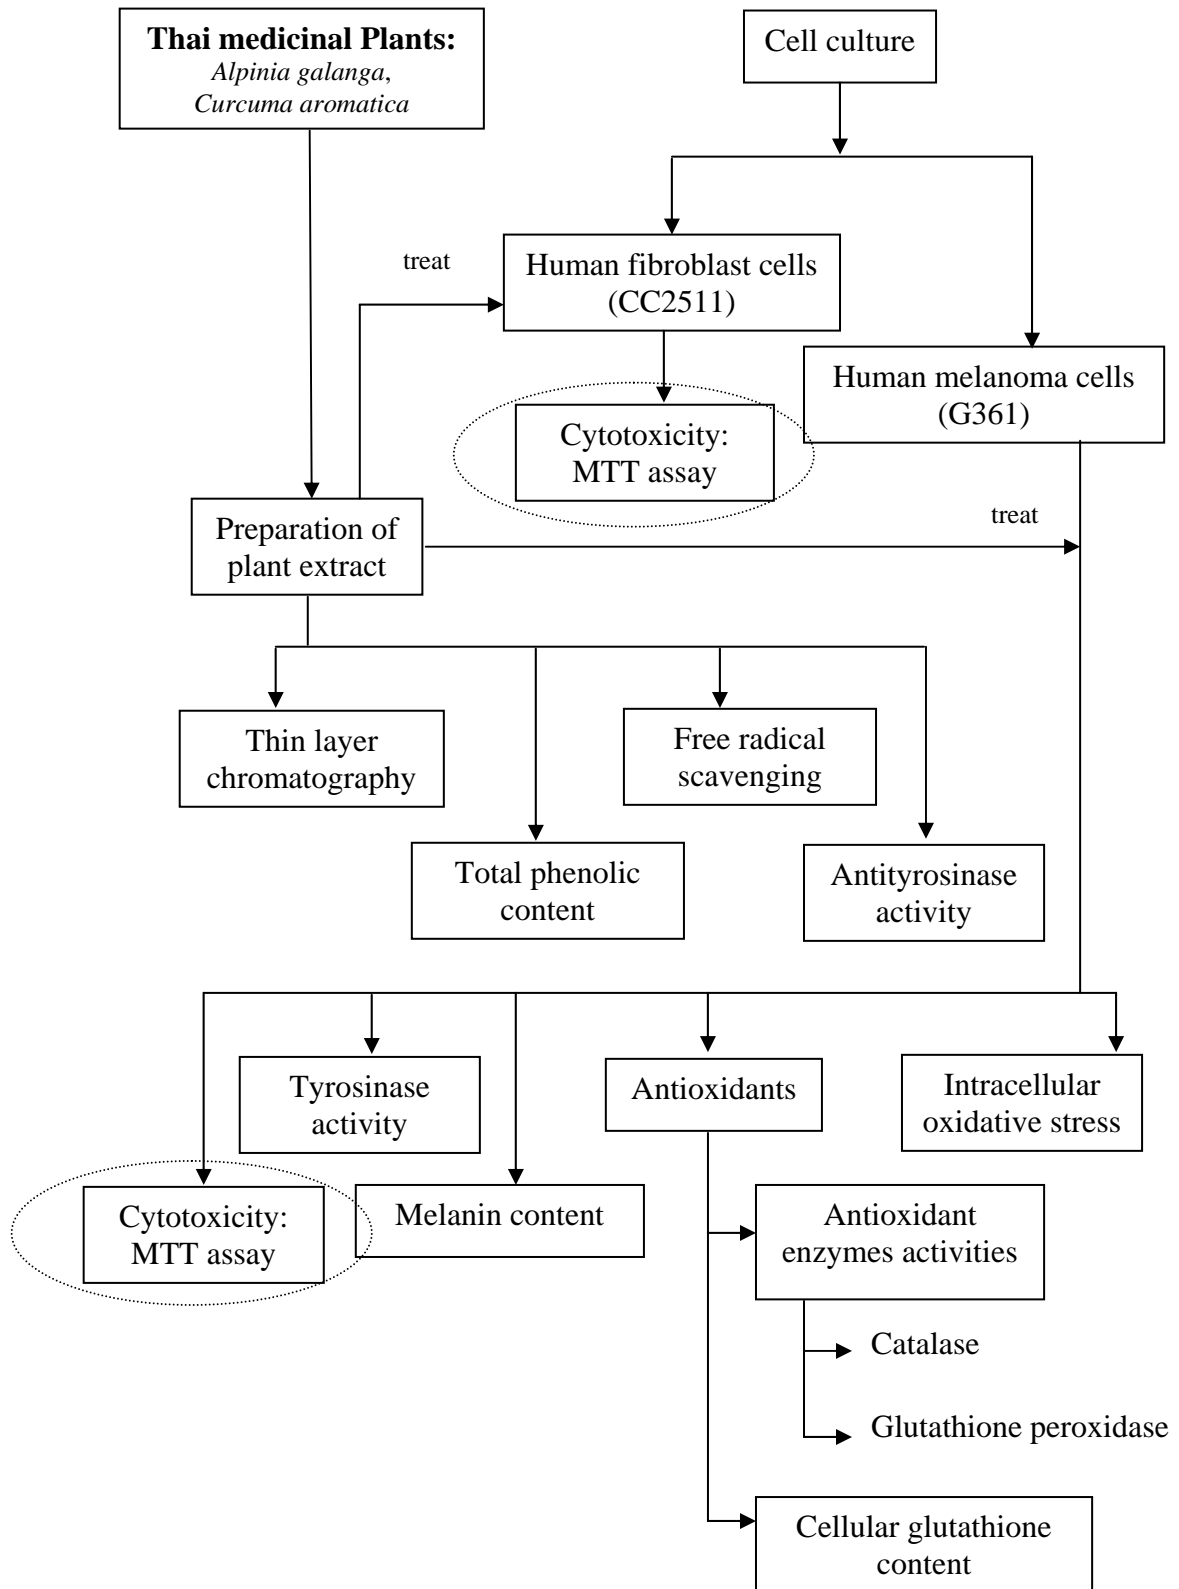 Thai medicinal Plants:
Alpinia galanga,
Curcuma aromatica
Cell culture
treat
Human fibroblast cells
(CC2511)
Human melanoma cells
(G361)
Cytotoxicity:
MTT assay
Preparation of
plant extract
treat
Thin layer
chromatography
Free radical
scavenging
Total phenolic
content
Antityrosinase
activity
Tyrosinase
activity
Antioxidants
Intracellular
oxidative stress
Cytotoxicity:
MTT assay
Melanin content
Antioxidant
enzymes activities
Catalase
Glutathione peroxidase
Cellular glutathione
content